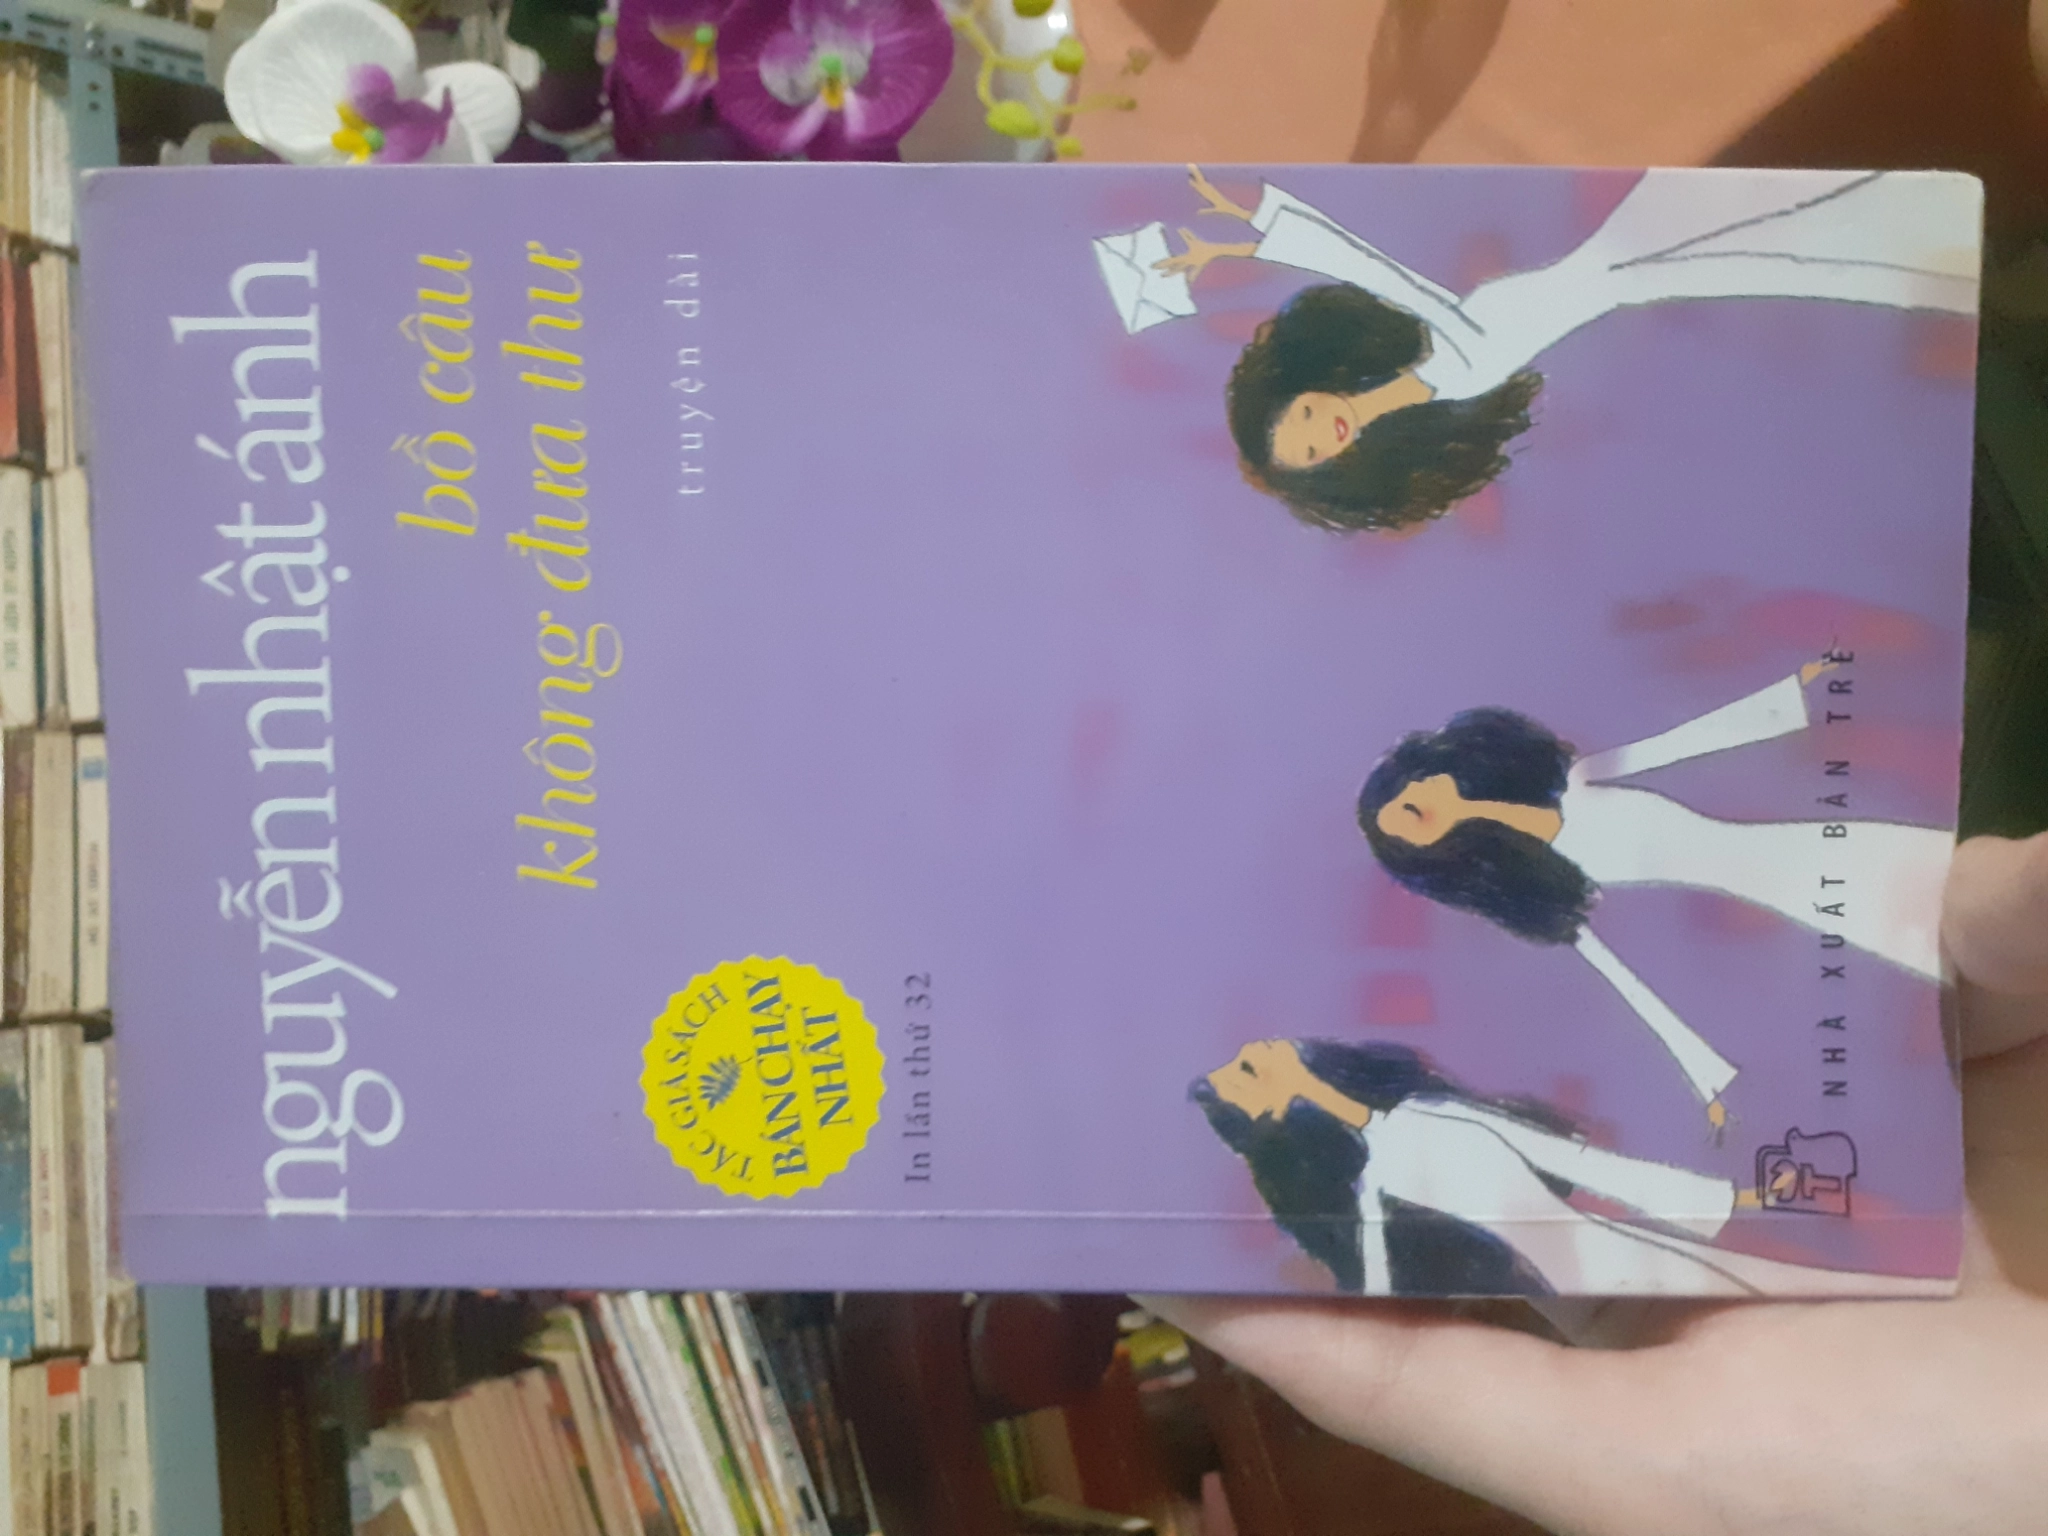 nguyễn nhật ánh
bồ câu
không đưa thư
truyện dài
TÁC GIẢ SÁCH
BÁN CHẠY
NHẤT
In lần thứ 32
NHÀ XUẤT BẢN TRẺ